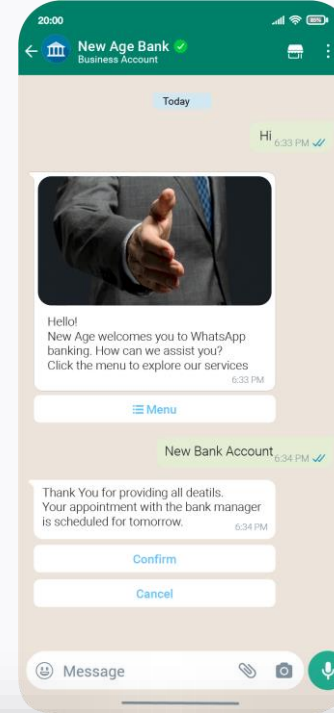 20:00
New Age Bank
Business Account
Today
Hi
6:33 PM
Hello!
New Age welcomes you to WhatsApp
banking. How can we assist you?
Click the menu to explore our services
6:33 PM
Menu
New Bank Account
6:34 PM
Thank You for providing all deatils.
Your appointment with the bank manager
is scheduled for tomorrow.
6:34 PM
Confirm
Cancel
Message